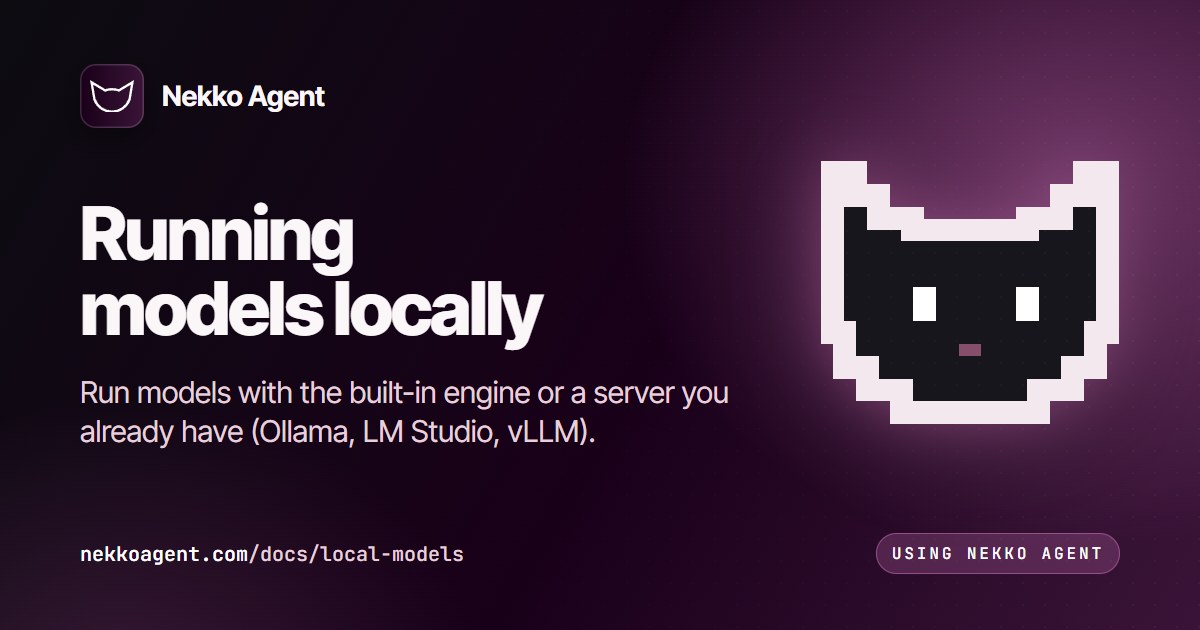 Nekko Agent
Running
models locally
Run models with the built-in engine or a server you
already have (Ollama, LM Studio, vLLM).
nekkoagent.com/docs/local-models
USING NEKKO AGENT